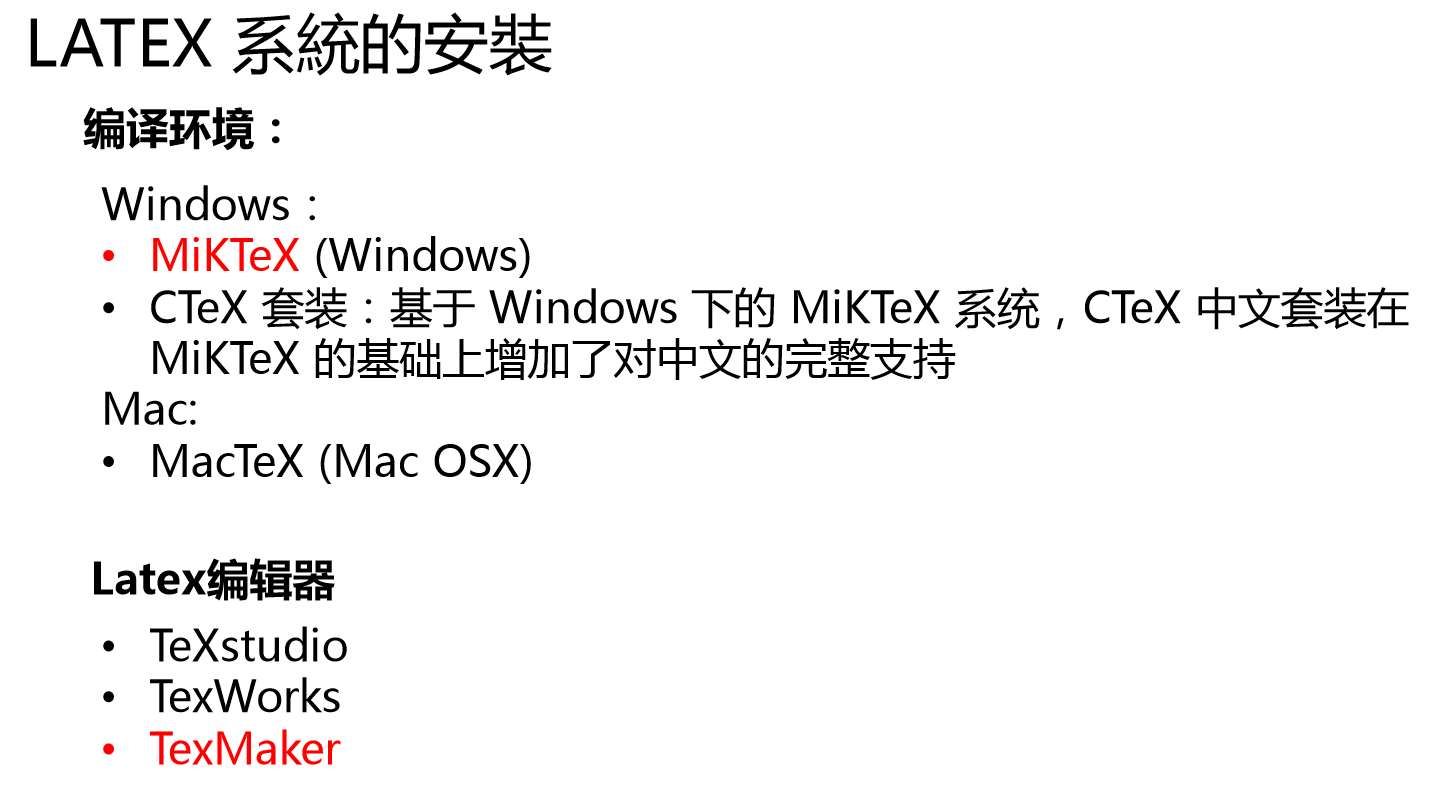 LATEX 系統的安裝
编译环境：
Windows：
• MiKTeX (Windows)
• CTeX 套装：基于 Windows 下的 MiKTeX 系统，CTeX 中文套装在
MiKTeX 的基础上增加了对中文的完整支持
Mac:
• MacTeX (Mac OSX)
Latex编辑器
• TeXstudio
• TexWorks
• TexMaker